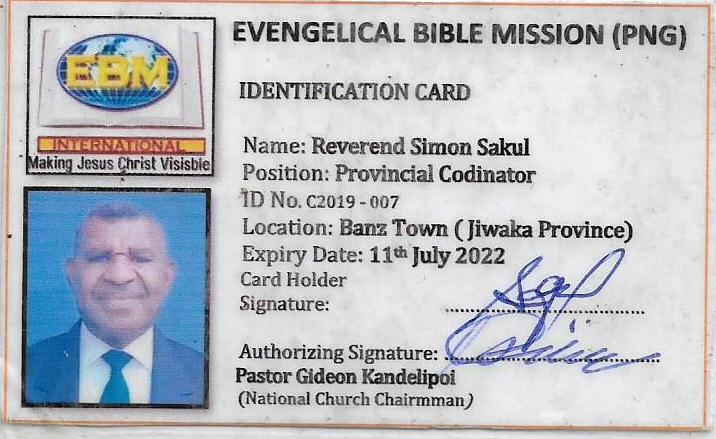 EVENGELICAL BIBLE MISSION (PNG)
EBM
INTERNATIONAL
Making Jesus Christ Visisble
IDENTIFICATION CARD
Name: Reverend Simon Sakul
Position: Provincial Codinator
ID No. C2019 - 007
Location: Banz Town ( Jiwaka Province)
Expiry Date: 11th July 2022
Card Holder
Signature:
Authorizing Signature:
Pastor Gideon Kandelipoi
(National Church Chairmman)